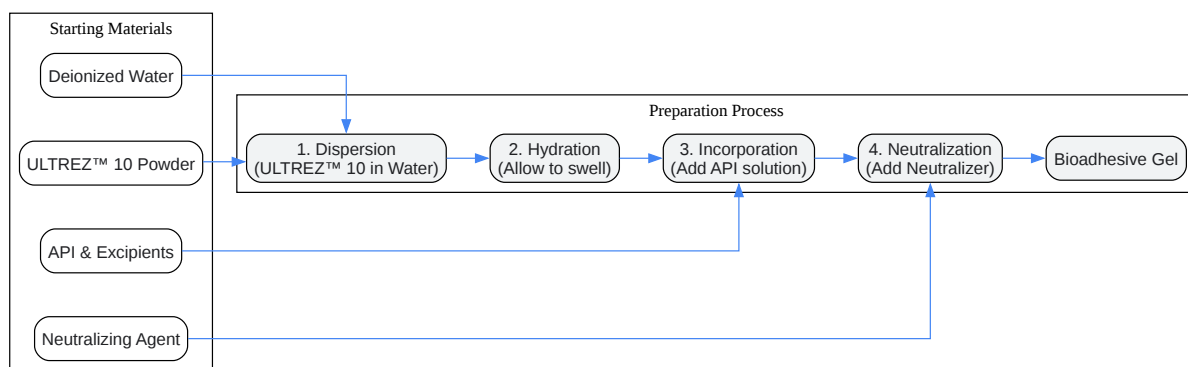 Starting Materials
Deionized Water
ULTREZ™ 10 Powder
API & Excipients
Neutralizing Agent
Preparation Process
1. Dispersion
(ULTREZ™ 10 in Water)
2. Hydration
(Allow to swell)
3. Incorporation
(Add API solution)
4. Neutralization
(Add Neutralizer)
Bioadhesive Gel